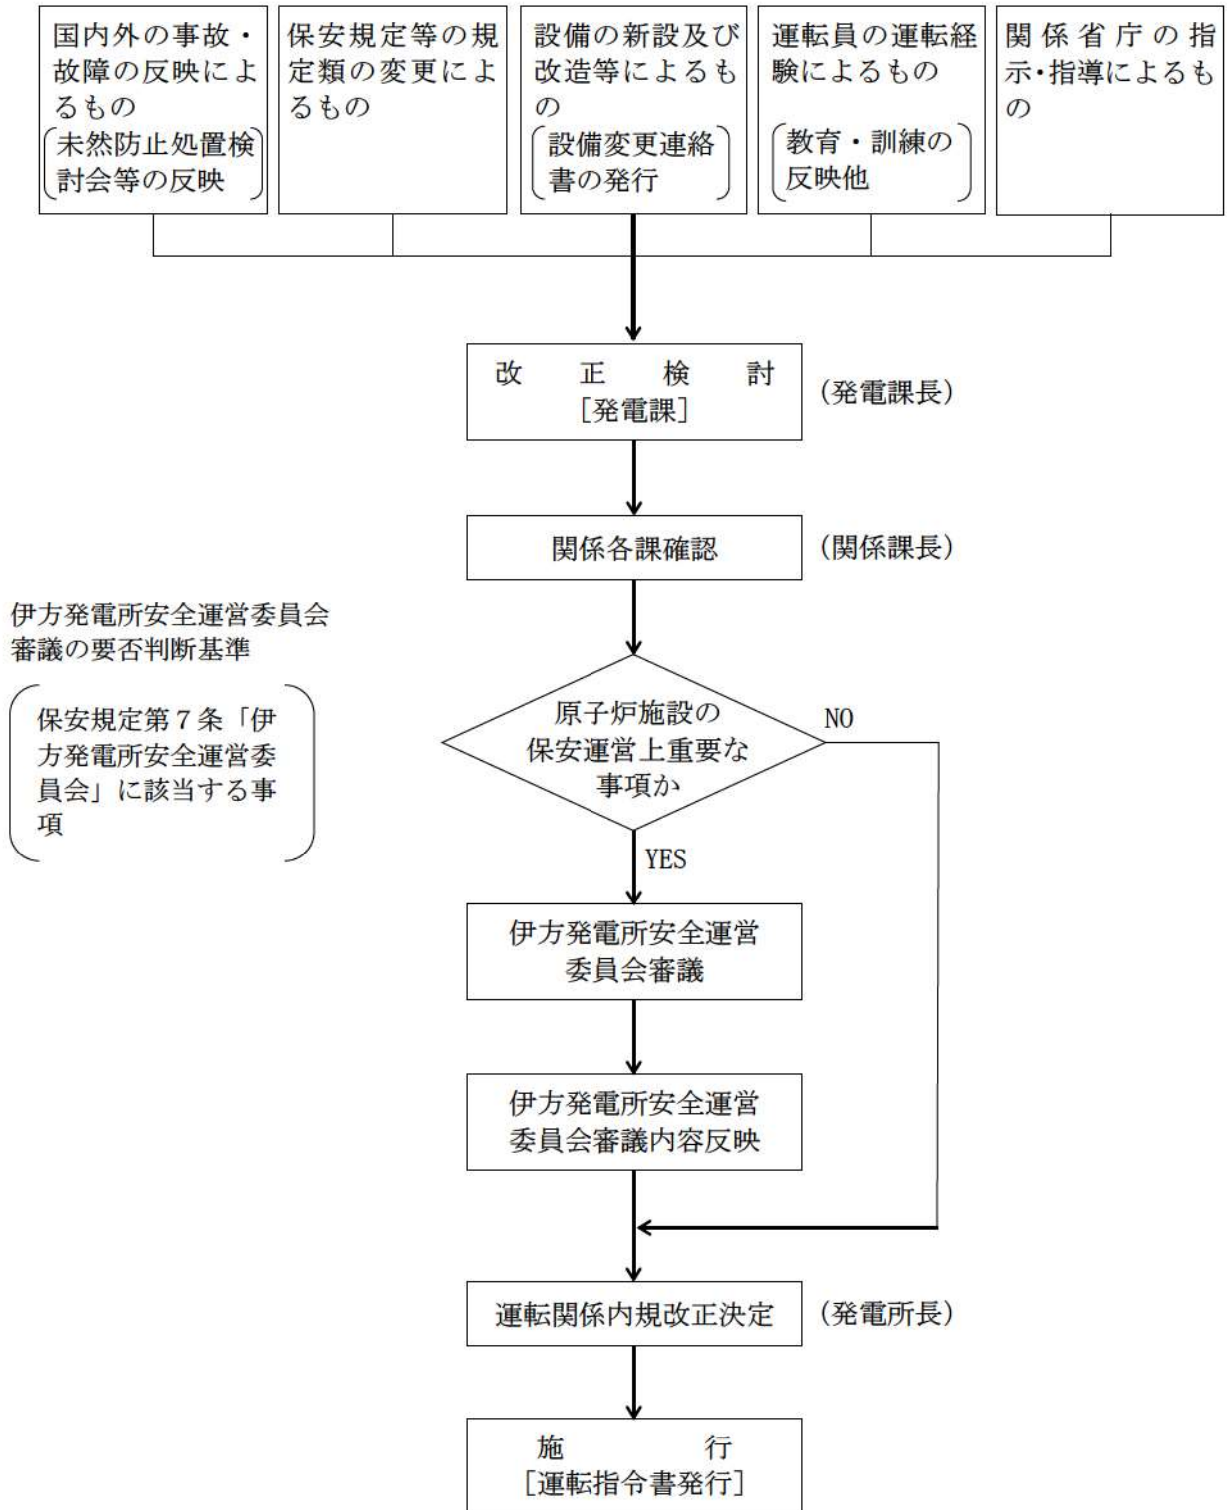 国内外の事故・
故障の反映によ
るもの
未然防止処置検
討会等の反映
保安規定等の規
定類の変更によ
るもの
設備の新設及び
改造等によるも
の
設備変更連絡
書の発行
運転員の運転経
験によるもの
教育・訓練の
反映他
関係省庁の指
示・指導によるも
の
改正検討
[発電課]
(発電課長)
関係各課確認
(関係課長)
伊方発電所安全運営委員会
審議の要否判断基準
保安規定第7条「伊
方発電所安全運営委
員会」に該当する事
項
原子炉施設の
保安運営上重要な
事項か
NO
YES
伊方発電所安全運営
委員会審議
伊方発電所安全運営
委員会審議内容反映
運転関係内規改正決定
(発電所長)
施行
[運転指令書発行]